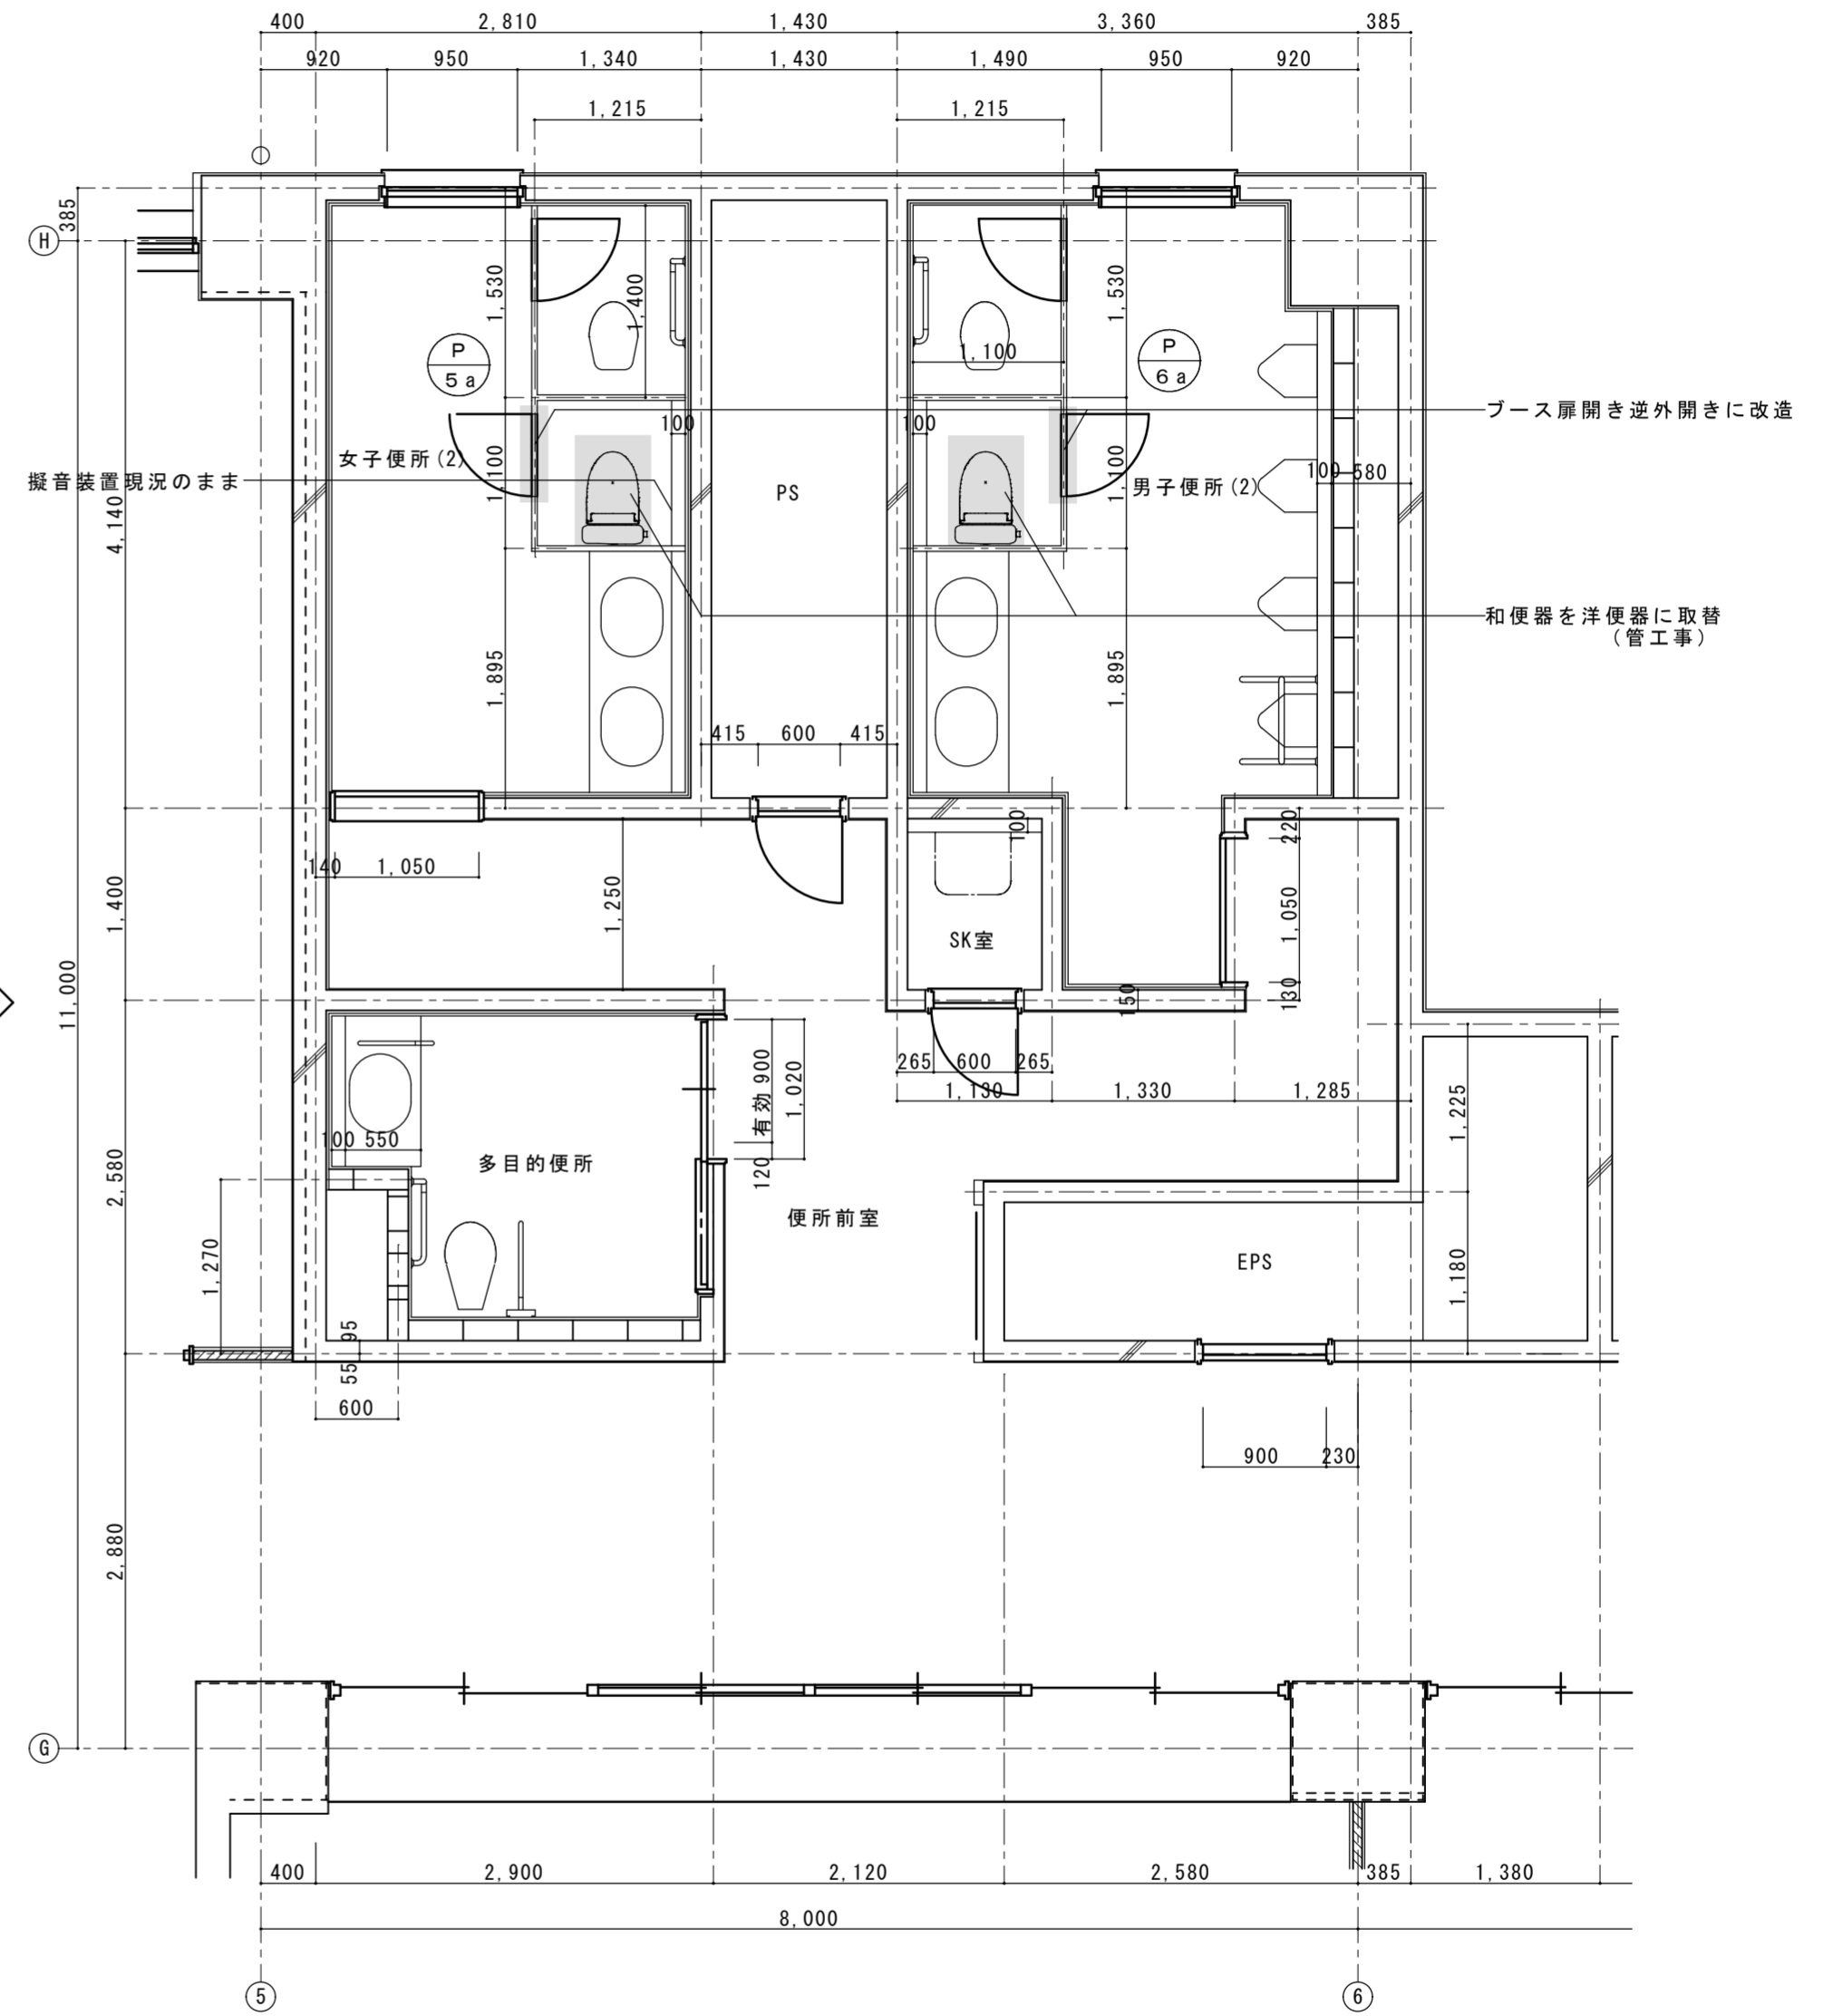 400 2,810 1,430 3,360 385
920 950 1,340 1,430 1,490 950 920
1,215 1,215
385
H
1,530
1,400
1,530
P
5a
P
6a
1,100
ブース扉開き逆外開きに改造
100
100
女子便所(2)
1,100
1,100
100 580
擬音装置現況のまま
PS
男子便所(2)
4,140
和便器を洋便器に取替
(管工事)
1,895
1,895
415 600 415
220
100
140 1,050
1,400
1,250
1,050
SK室
11,000
130
150
265 600 265
有効 900
1,020
1,130 1,330 1,285
1,225
100 550
多目的便所
120
2,580
便所前室
1,270
EPS
1,180
95
55
600
900 230
2,880
G
400 2,900 2,120 2,580 385 1,380
8,000
5 6